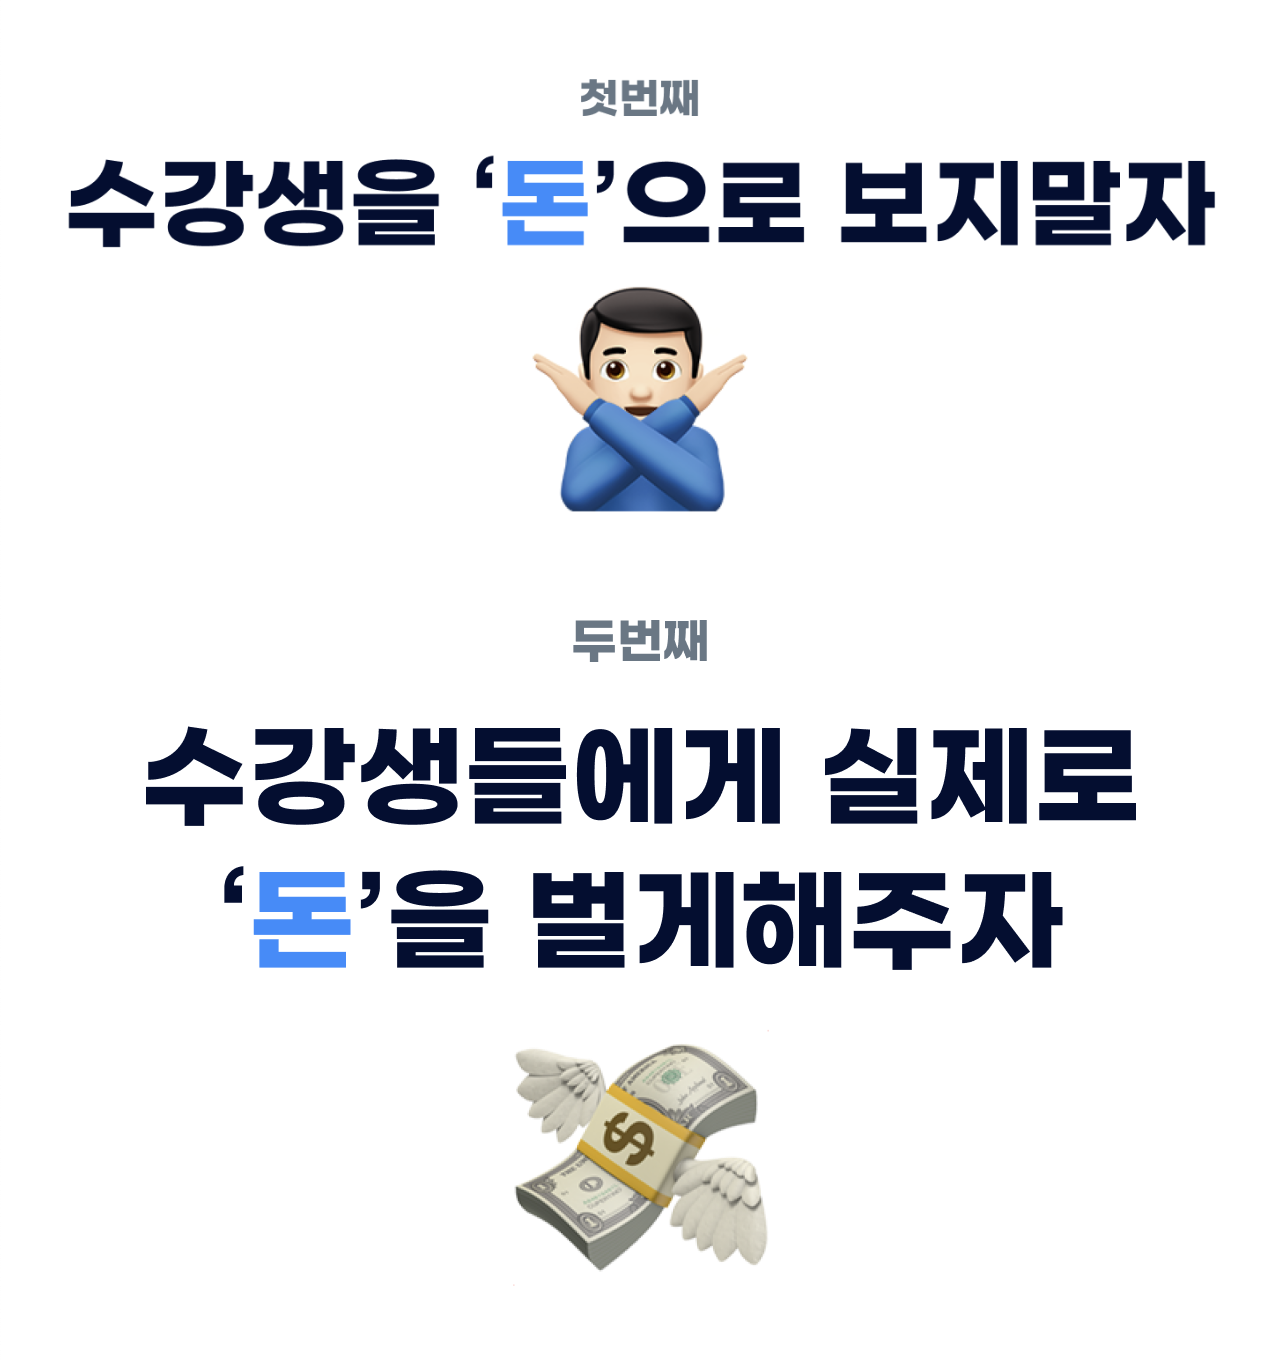 첫번째
수강생을 ‘돈’으로 보지말자
두번째
수강생들에게 실제로
‘돈’을 벌게해주자
$